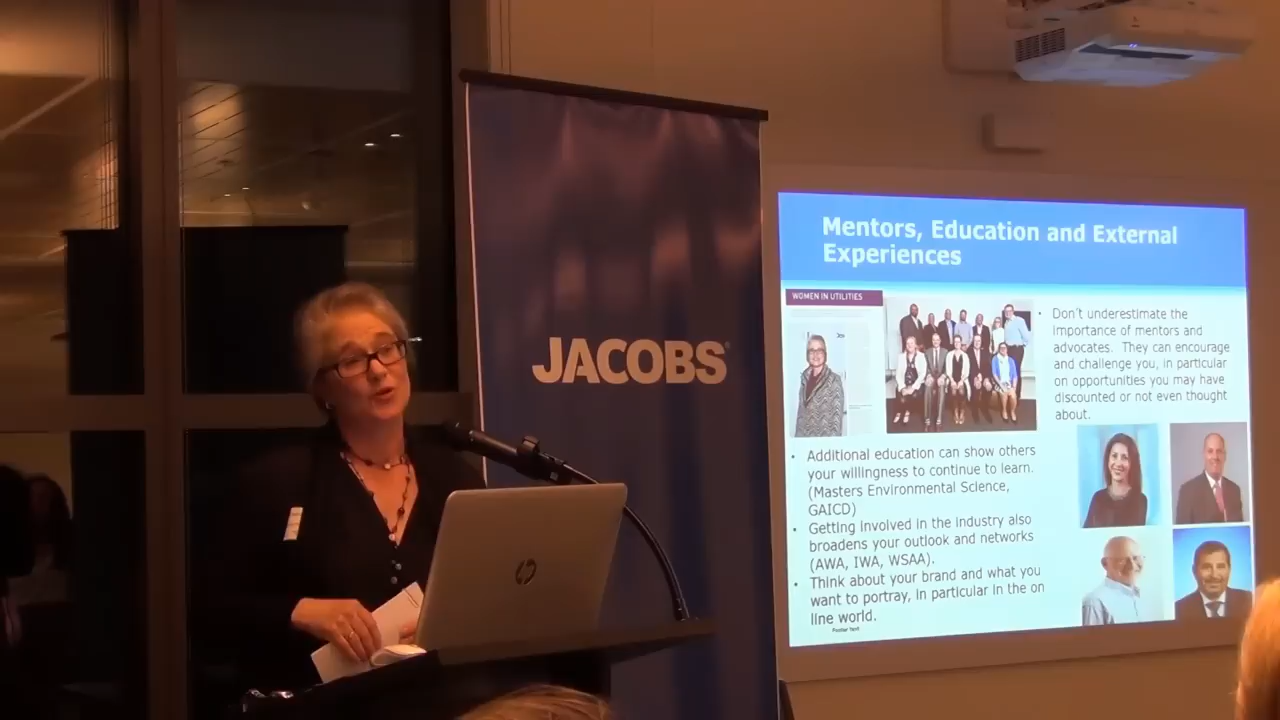 JACOBS
Mentors, Education and External
Experiences
WOMEN IN UTILITIES
Don't underestimate the
importance of mentors and
advocates. They can encourage
and challenge you, in particular
on opportunities you may have
discounted or not even thought
about.
Additional education can show others
your willingness to continue to learn.
(Masters Environmental Science,
GAICD)
Getting involved in the industry also
broadens your outlook and networks
(AWA, IWA, WSAA).
Think about your brand and what you
want to portray, in particular in the on
line world.
Footer text
hp